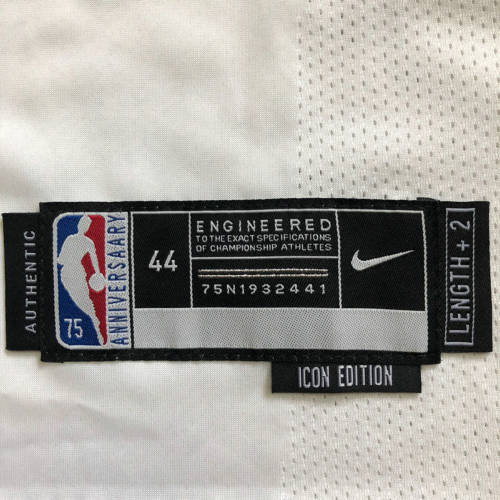 AUTHENTIC
75
ANNIVERSAARY
44
ENGINEERED
TO THE EXACT SPECIFICATIONS
OF CHAMPIONSHIP ATHLETES
75N1932441
LENGTH + 2
ICON EDITION